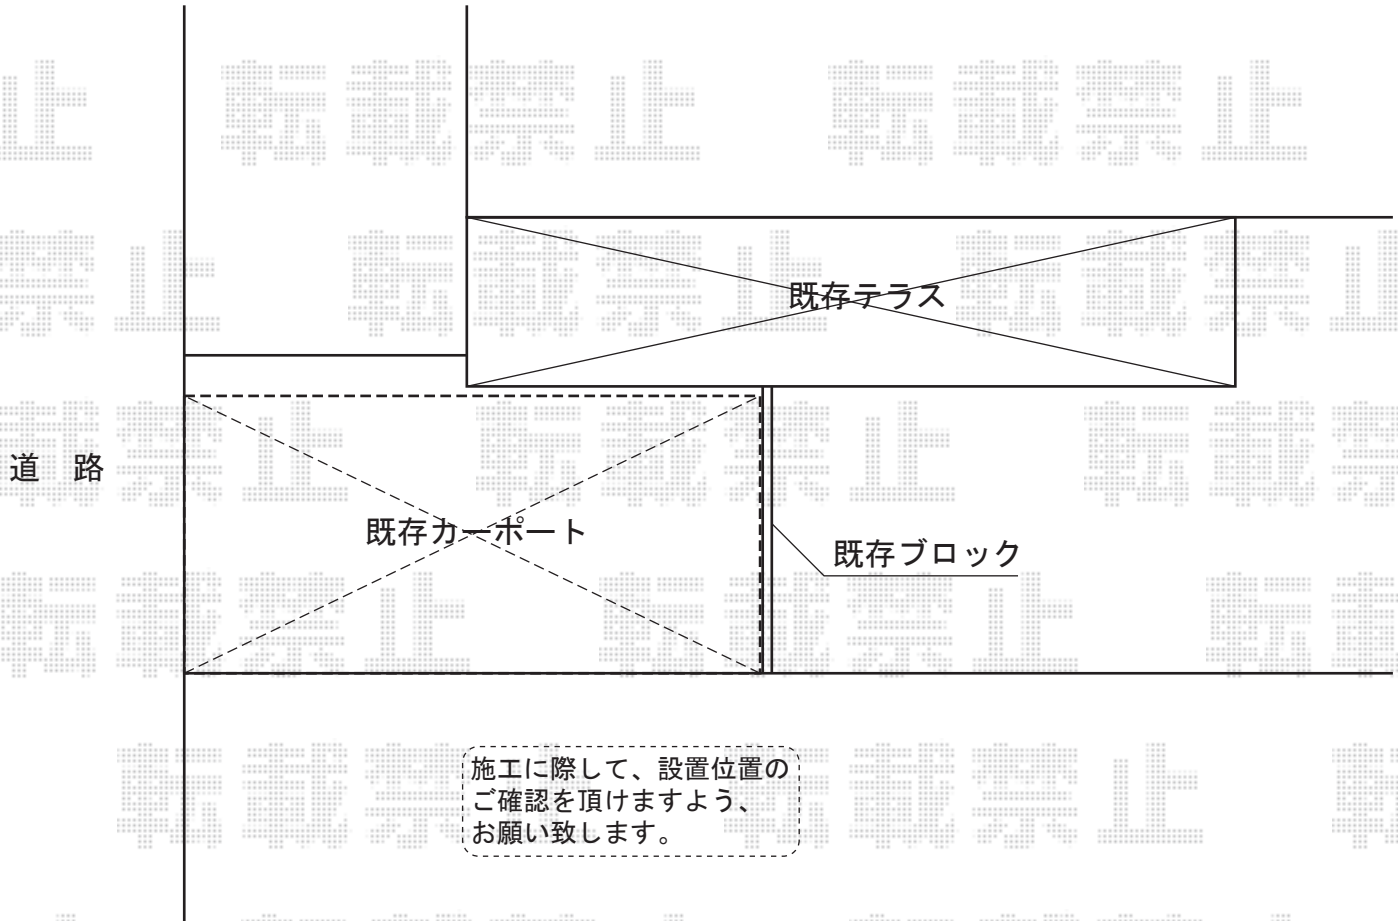 転載禁止
既存テラス
道 路
既存カーポート
既存ブロック
施工に際して、設置位置の
ご確認を頂けますよう、
お願い致します。